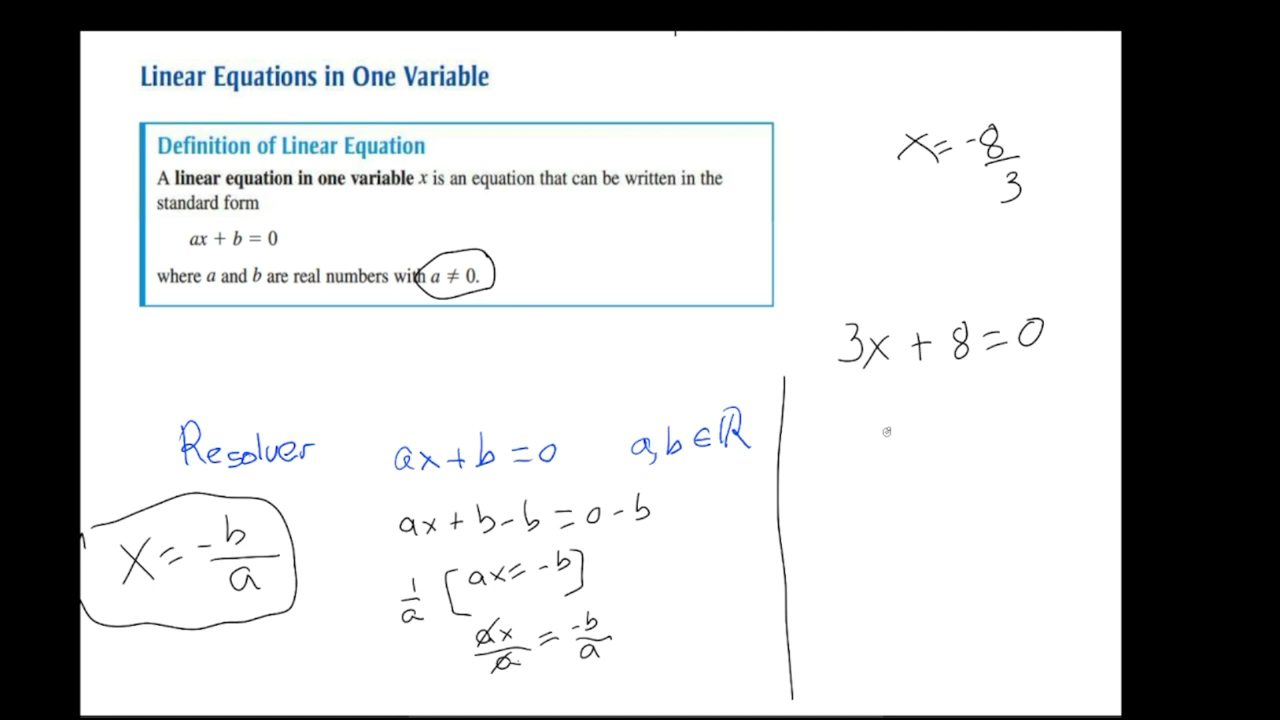 Linear Equations in One Variable
Definition of Linear Equation
A linear equation in one variable x is an equation that can be written in the
standard form
ax + b = 0
where a and b are real numbers with a ≠ 0.
x = -8/3
3x + 8 = 0
Resolver ax + b = 0 a,b ∈ ℝ
ax + b - b = 0 - b
x = -b/a
1/a [ax = -b]
ax/a = -b/a